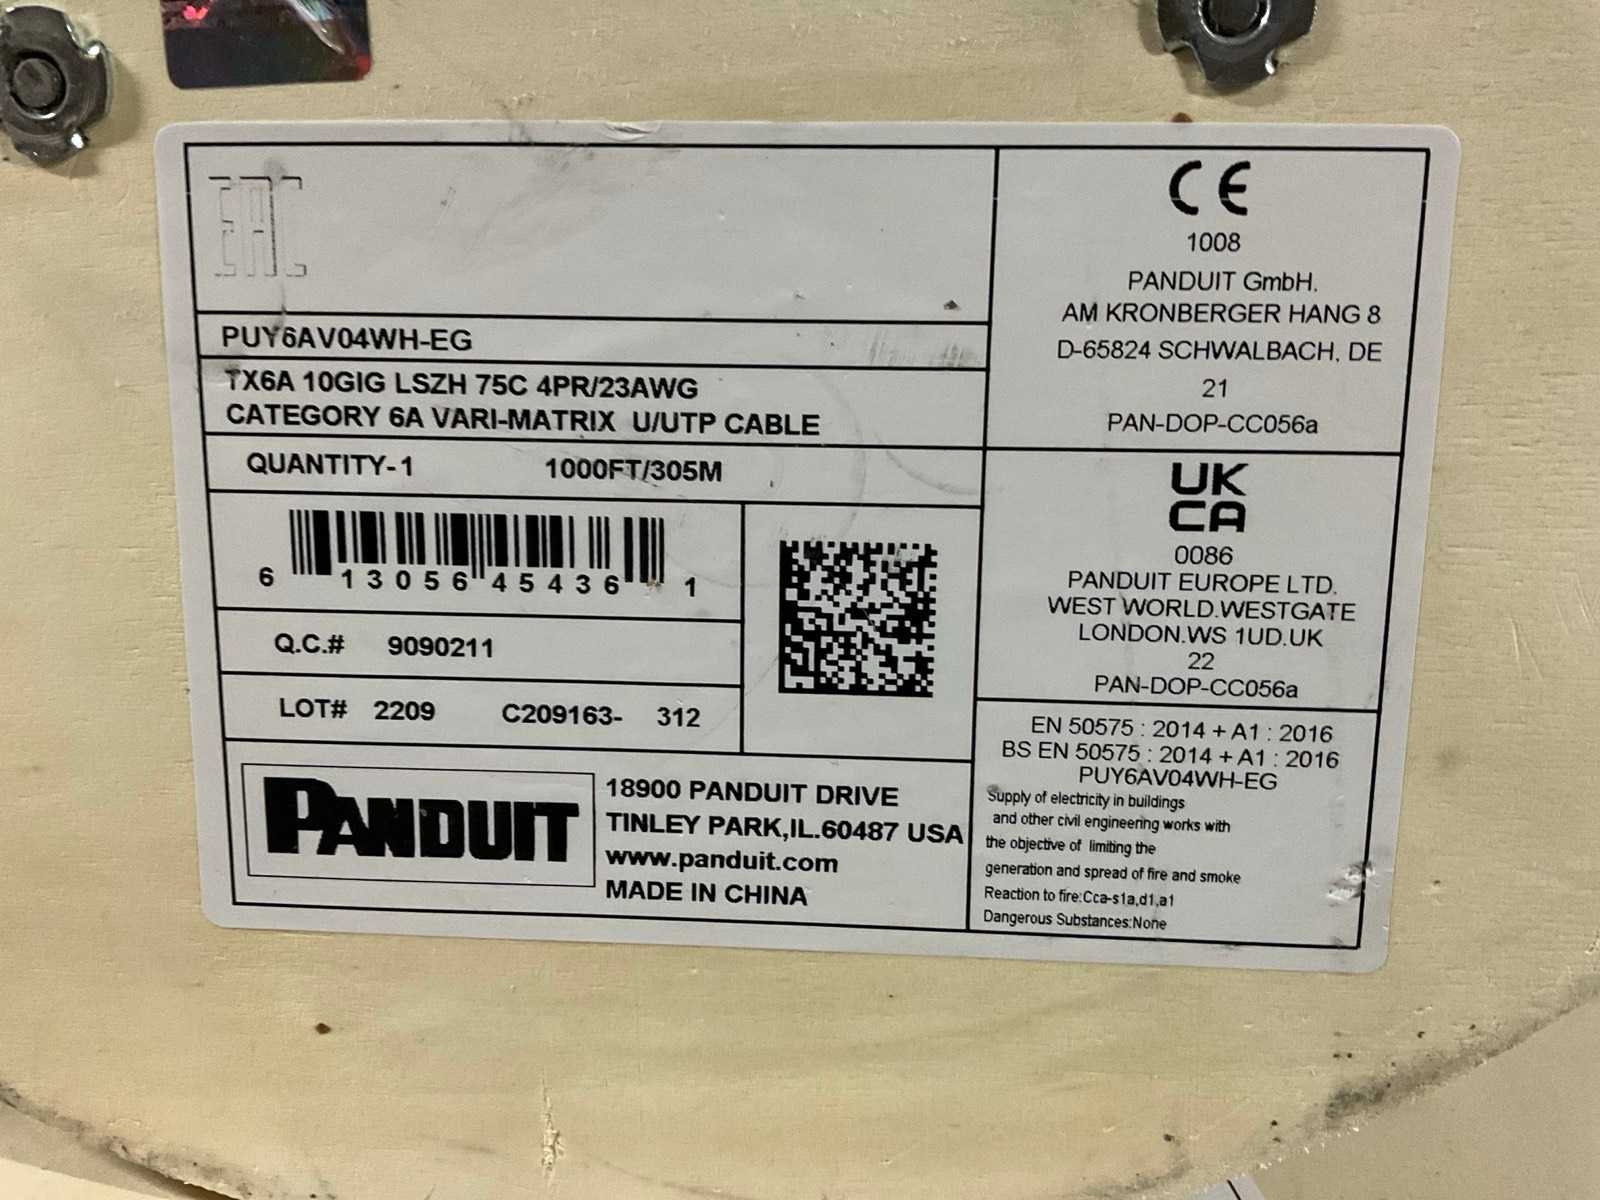 EAC
PUY6AV04WH-EG
TX6A 10GIG LSZH 75C 4PR/23AWG
CATEGORY 6A VARI-MATRIX U/UTP CABLE
QUANTITY-1 1000FT/305M
6 13056 45436 1
Q.C.# 9090211
LOT# 2209 C209163- 312
PANDUIT
18900 PANDUIT DRIVE
TINLEY PARK,IL.60487 USA
www.panduit.com
MADE IN CHINA
CE
1008
PANDUIT GmbH.
AM KRONBERGER HANG 8
D-65824 SCHWALBACH, DE
21
PAN-DOP-CC056a
UK
CA
0086
PANDUIT EUROPE LTD.
WEST WORLD.WESTGATE
LONDON.WS 1UD.UK
22
PAN-DOP-CC056a
EN 50575 : 2014 + A1 : 2016
BS EN 50575 : 2014 + A1 : 2016
PUY6AV04WH-EG
Supply of electricity in buildings
and other civil engineering works with
the objective of limiting the
generation and spread of fire and smoke
Reaction to fire:Cca-s1a,d1,a1
Dangerous Substances:None